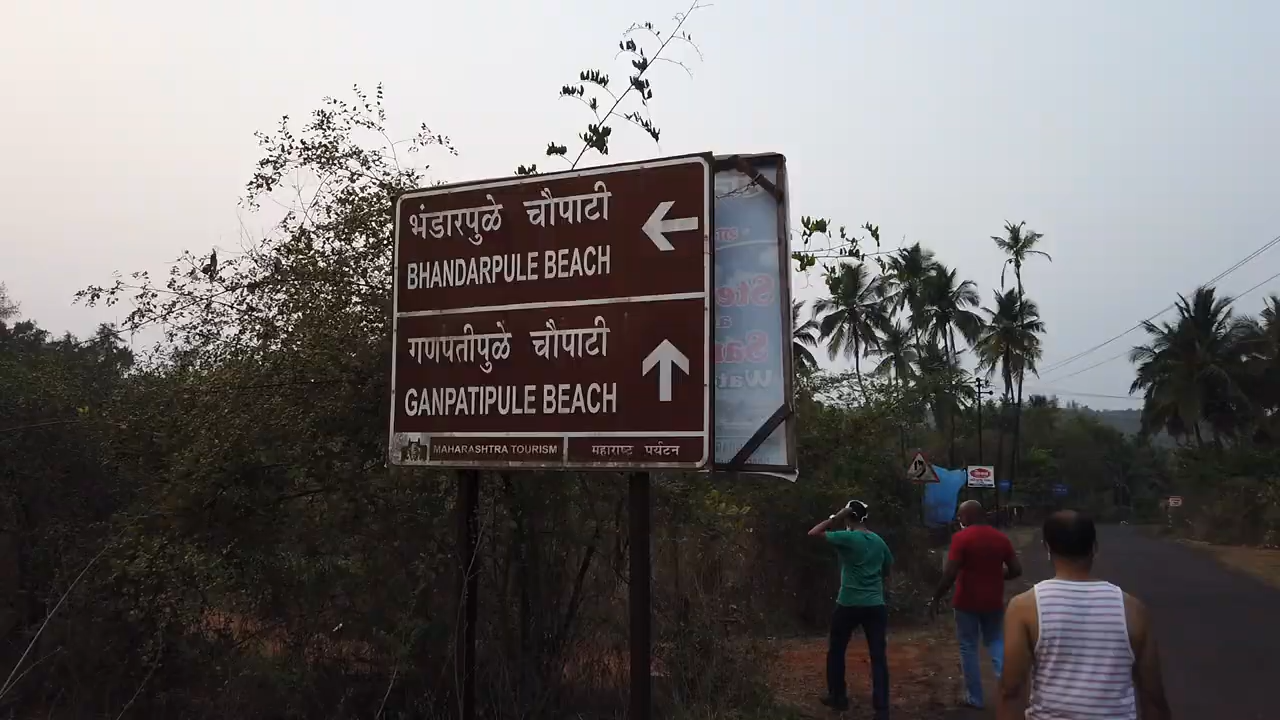 भंडारपुळे चौपाटी
BHANDARPULE BEACH
गणपतीपुळे चौपाटी
GANPATIPULE BEACH
MAHARASHTRA TOURISM
महाराष्ट पर्यटन